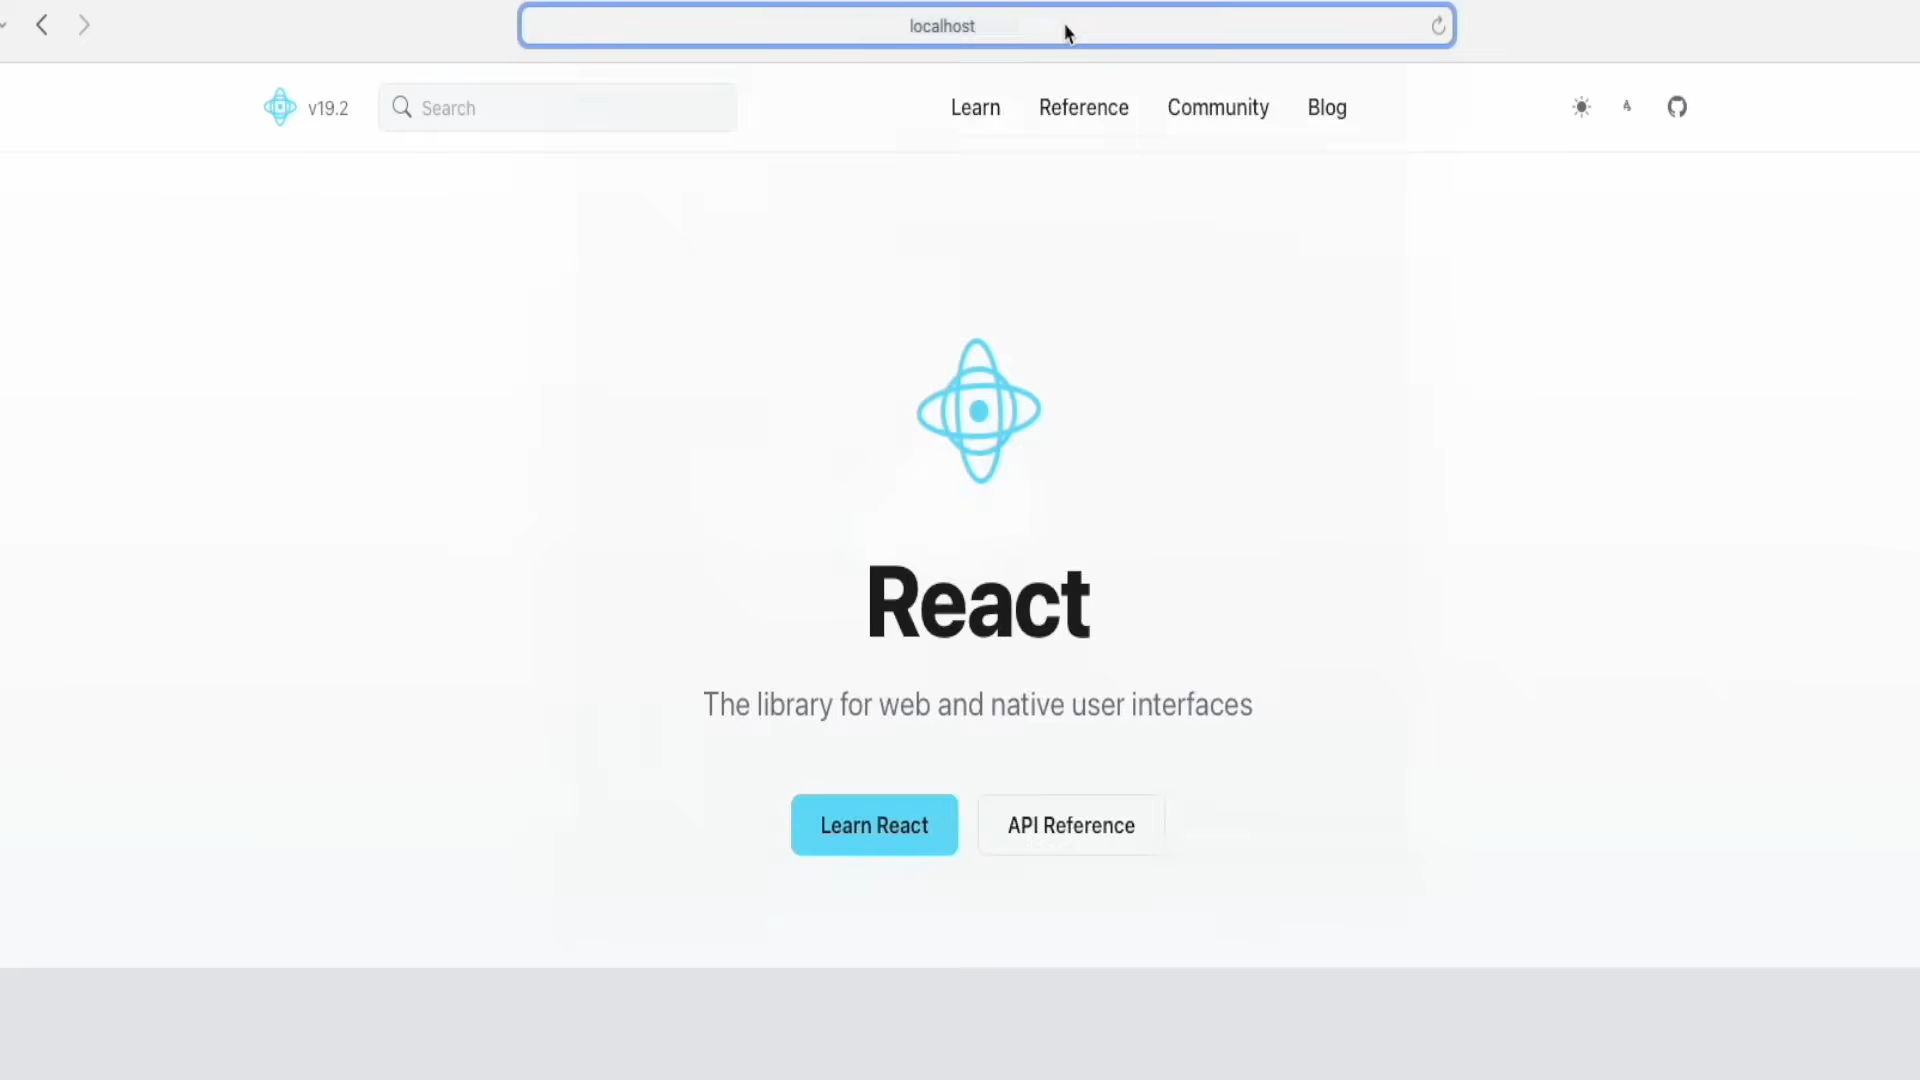 localhost
v19.2 Search Learn Reference Community Blog
React
The library for web and native user interfaces
Learn React API Reference